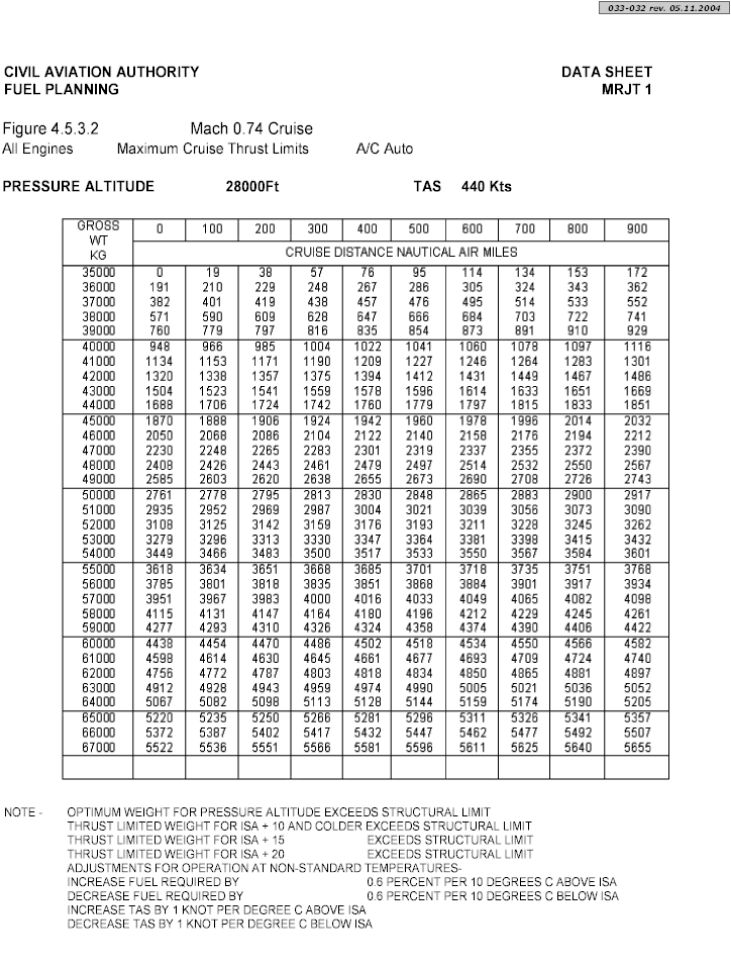 033-032 rev. 05.11.2004
CIVIL AVIATION AUTHORITY DATA SHEET
FUEL PLANNING MRJT 1
Figure 4.5.3.2 Mach 0.74 Cruise
All Engines Maximum Cruise Thrust Limits A/C Auto
PRESSURE ALTITUDE 28000Ft TAS 440 Kts
GROSS WT KG 0 100 200 300 400 500 600 700 800 900
CRUISE DISTANCE NAUTICAL AIR MILES
35000 0 19 38 57 76 95 114 134 153 172
36000 191 210 229 248 267 286 305 324 343 362
37000 382 401 419 438 457 476 495 514 533 552
38000 571 590 609 628 647 666 684 703 722 741
39000 760 779 797 816 835 854 873 891 910 929
40000 948 966 985 1004 1022 1041 1060 1078 1097 1116
41000 1134 1153 1171 1190 1209 1227 1246 1264 1283 1301
42000 1320 1338 1357 1375 1394 1412 1431 1449 1467 1486
43000 1504 1523 1541 1559 1578 1596 1614 1633 1651 1669
44000 1688 1706 1724 1742 1760 1779 1797 1815 1833 1851
45000 1870 1888 1906 1924 1942 1960 1978 1996 2014 2032
46000 2050 2068 2086 2104 2122 2140 2158 2176 2194 2212
47000 2230 2248 2265 2283 2301 2319 2337 2355 2372 2390
48000 2408 2426 2443 2461 2479 2497 2514 2532 2550 2567
49000 2585 2603 2620 2638 2655 2673 2690 2708 2726 2743
50000 2761 2778 2795 2813 2830 2848 2865 2883 2900 2917
51000 2935 2952 2969 2987 3004 3021 3039 3056 3073 3090
52000 3108 3125 3142 3159 3176 3193 3211 3228 3245 3262
53000 3279 3296 3313 3330 3347 3364 3381 3398 3415 3432
54000 3449 3466 3483 3500 3517 3533 3550 3567 3584 3601
55000 3618 3634 3651 3668 3685 3701 3718 3735 3751 3768
56000 3785 3801 3818 3835 3851 3868 3884 3901 3917 3934
57000 3951 3967 3983 4000 4016 4033 4049 4065 4082 4098
58000 4115 4131 4147 4164 4180 4196 4212 4229 4245 4261
59000 4277 4293 4310 4326 4324 4358 4374 4390 4406 4422
60000 4438 4454 4470 4486 4502 4518 4534 4550 4566 4582
61000 4598 4614 4630 4645 4661 4677 4693 4709 4724 4740
62000 4756 4772 4787 4803 4818 4834 4850 4865 4881 4897
63000 4912 4928 4943 4959 4974 4990 5005 5021 5036 5052
64000 5067 5082 5098 5113 5128 5144 5159 5174 5190 5205
65000 5220 5235 5250 5266 5281 5296 5311 5326 5341 5357
66000 5372 5387 5402 5417 5432 5447 5462 5477 5492 5507
67000 5522 5536 5551 5566 5581 5596 5611 5625 5640 5655
NOTE - OPTIMUM WEIGHT FOR PRESSURE ALTITUDE EXCEEDS STRUCTURAL LIMIT
THRUST LIMITED WEIGHT FOR ISA + 10 AND COLDER EXCEEDS STRUCTURAL LIMIT
THRUST LIMITED WEIGHT FOR ISA + 15 EXCEEDS STRUCTURAL LIMIT
THRUST LIMITED WEIGHT FOR ISA + 20 EXCEEDS STRUCTURAL LIMIT
ADJUSTMENTS FOR OPERATION AT NON-STANDARD TEMPERATURES-
INCREASE FUEL REQUIRED BY 0.6 PERCENT PER 10 DEGREES C ABOVE ISA
DECREASE FUEL REQUIRED BY 0.6 PERCENT PER 10 DEGREES C BELOW ISA
INCREASE TAS BY 1 KNOT PER DEGREE C ABOVE ISA
DECREASE TAS BY 1 KNOT PER DEGREE C BELOW ISA